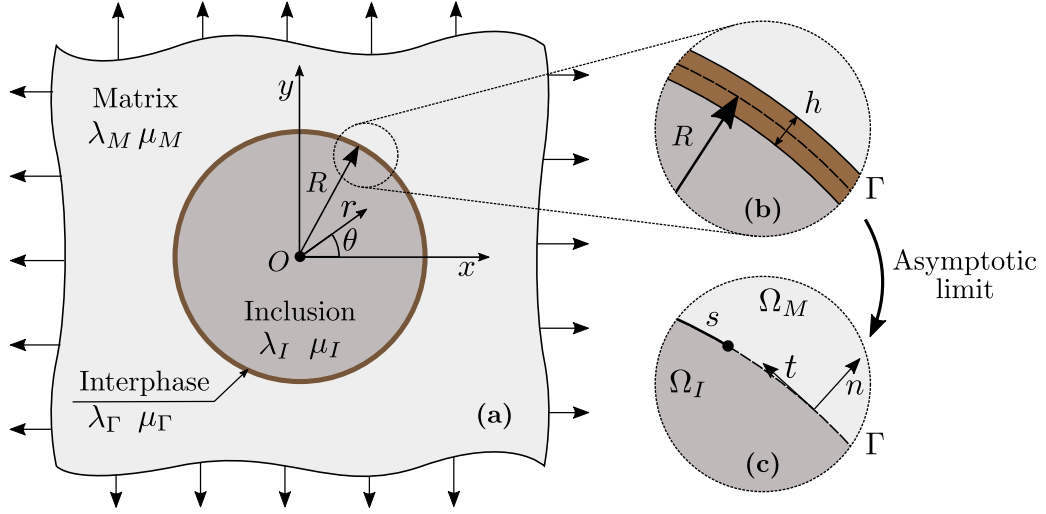 Matrix
λ_M μ_M
y
R
r
θ
O
x
Inclusion
λ_I μ_I
Interphase
λ_Γ μ_Γ
(a)
h
R
Γ
(b)
Asymptotic
limit
Ω_M
s
t
Ω_I
n
Γ
(c)